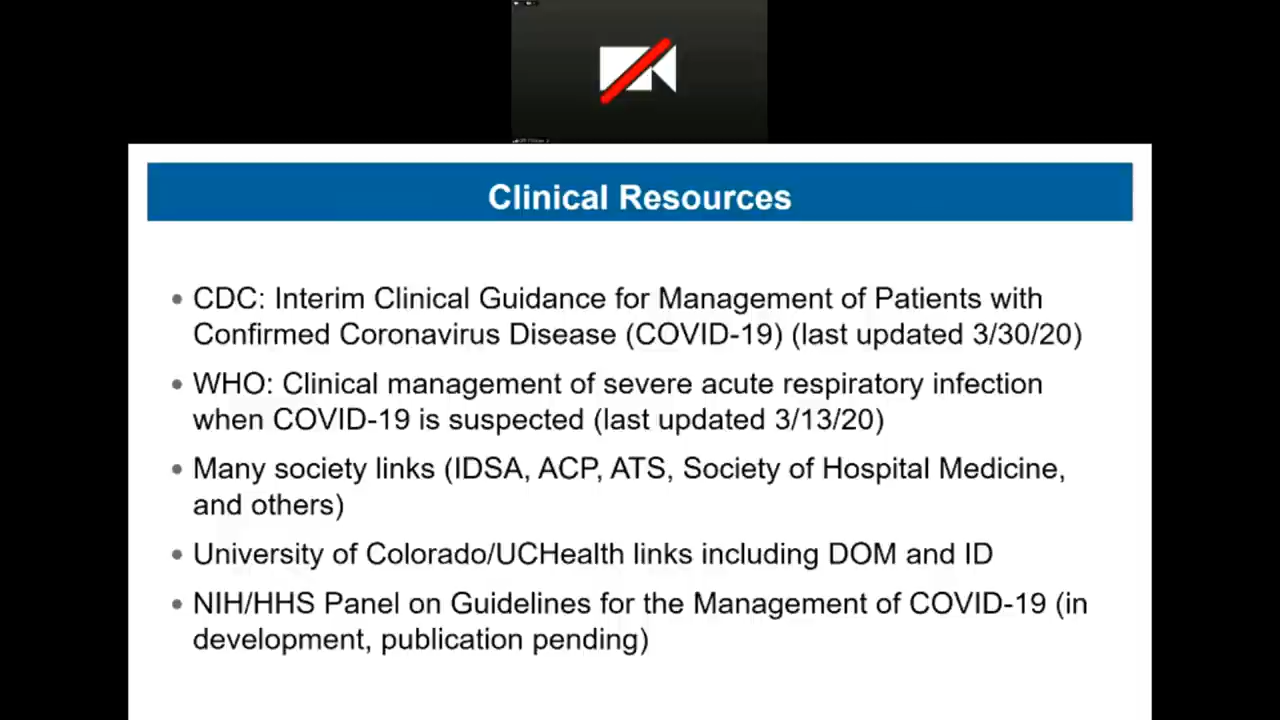 Clinical Resources
• CDC: Interim Clinical Guidance for Management of Patients with
Confirmed Coronavirus Disease (COVID-19) (last updated 3/30/20)
• WHO: Clinical management of severe acute respiratory infection
when COVID-19 is suspected (last updated 3/13/20)
• Many society links (IDSA, ACP, ATS, Society of Hospital Medicine,
and others)
• University of Colorado/UCHealth links including DOM and ID
• NIH/HHS Panel on Guidelines for the Management of COVID-19 (in
development, publication pending)